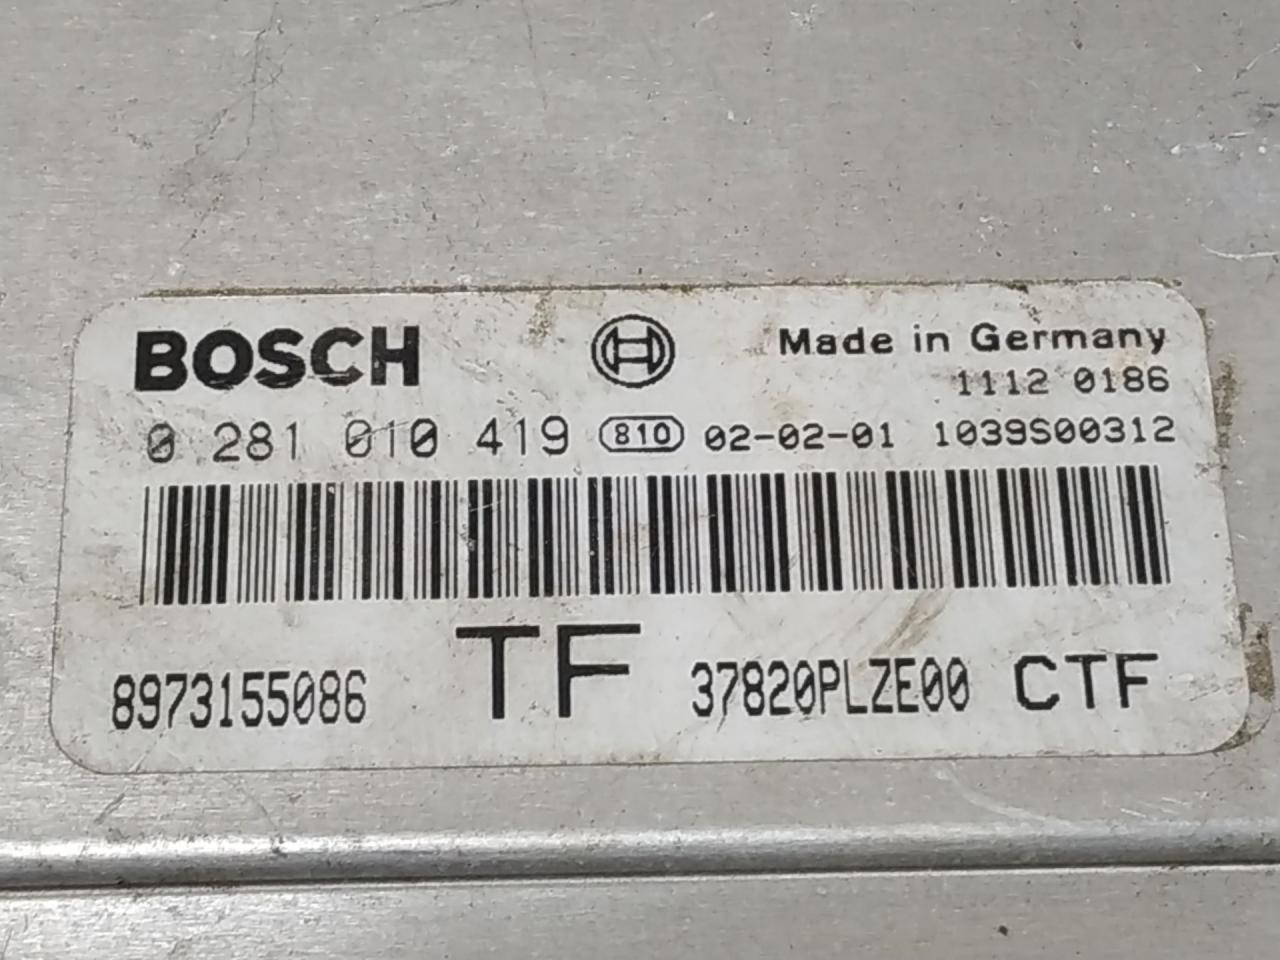 BOSCH
Made in Germany
1112 0186
0 281 010 419 810 02-02-01 1039S00312
8973155086 TF 37820PLZE00 CTF